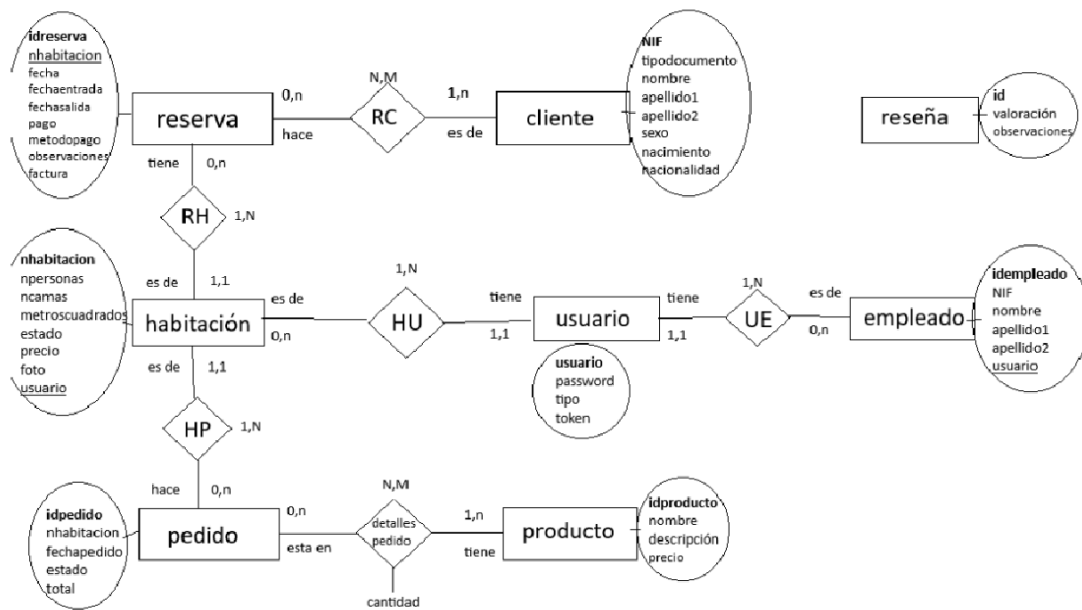 idreserva
nhabitacion
fecha
fechaentrada
fechasalida
pago
metodopago
observaciones
factura
reserva
0,n
hace
N,M
RC
1,n
es de
cliente
NIF
tipodocumento
nombre
apellido1
apellido2
sexo
nacimiento
nacionalidad
reseña
id
valoración
observaciones
tiene
0,n
RH
1,N
es de
1,1
nhabitacion
npersonas
ncamas
metroscuadrados
estado
precio
foto
usuario
habitación
es de
0,n
1,N
HU
tiene
1,1
usuario
usuario
password
tipo
token
tiene
1,1
1,N
UE
es de
0,n
empleado
idempleado
NIF
nombre
apellido1
apellido2
usuario
es de
1,1
HP
1,N
hace
0,n
idpedido
nhabitacion
fechapedido
estado
total
pedido
0,n
esta en
N,M
detalles
pedido
cantidad
1,n
tiene
producto
idproducto
nombre
descripción
precio